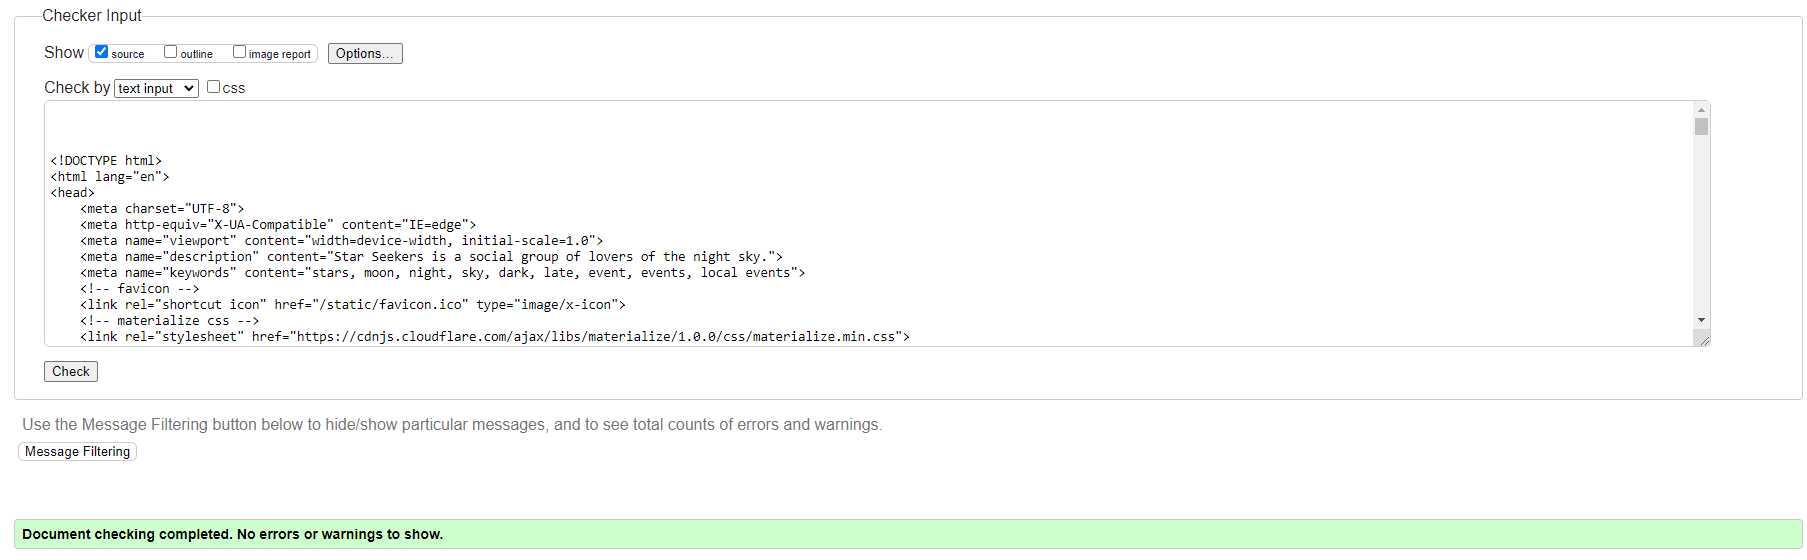 Checker Input
Show source outline image report Options...
Check by text input css
<!DOCTYPE html>
<html lang="en">
<head>
    <meta charset="UTF-8">
    <meta http-equiv="X-UA-Compatible" content="IE=edge">
    <meta name="viewport" content="width=device-width, initial-scale=1.0">
    <meta name="description" content="Star Seekers is a social group of lovers of the night sky.">
    <meta name="keywords" content="stars, moon, night, sky, dark, late, event, events, local events">
    <!-- favicon -->
    <link rel="shortcut icon" href="/static/favicon.ico" type="image/x-icon">
    <!-- materialize css -->
    <link rel="stylesheet" href="https://cdnjs.cloudflare.com/ajax/libs/materialize/1.0.0/css/materialize.min.css">
Check
Use the Message Filtering button below to hide/show particular messages, and to see total counts of errors and warnings.
Message Filtering
Document checking completed. No errors or warnings to show.